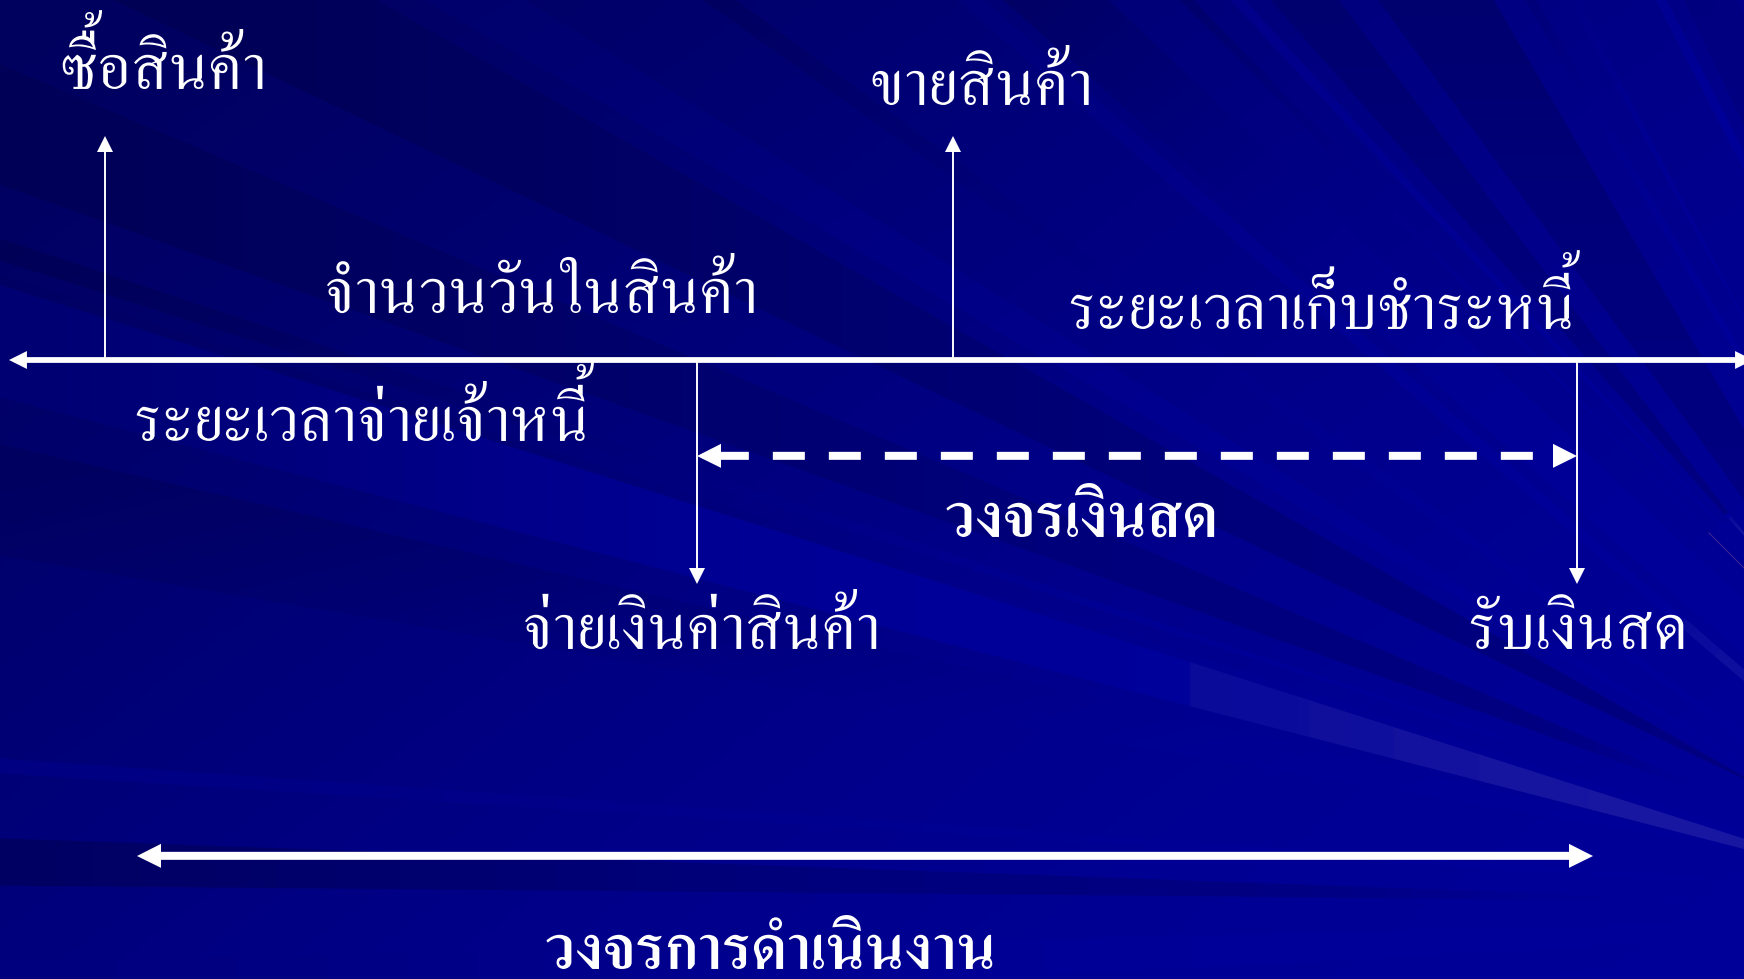 ซื้อสินค้า
ขายสินค้า
จำนวนวันในสินค้า
ระยะเวลาเก็บชำระหนี้
ระยะเวลาจ่ายเจ้าหนี้
วงจรเงินสด
จ่ายเงินค่าสินค้า
รับเงินสด
วงจรการดำเนินงาน